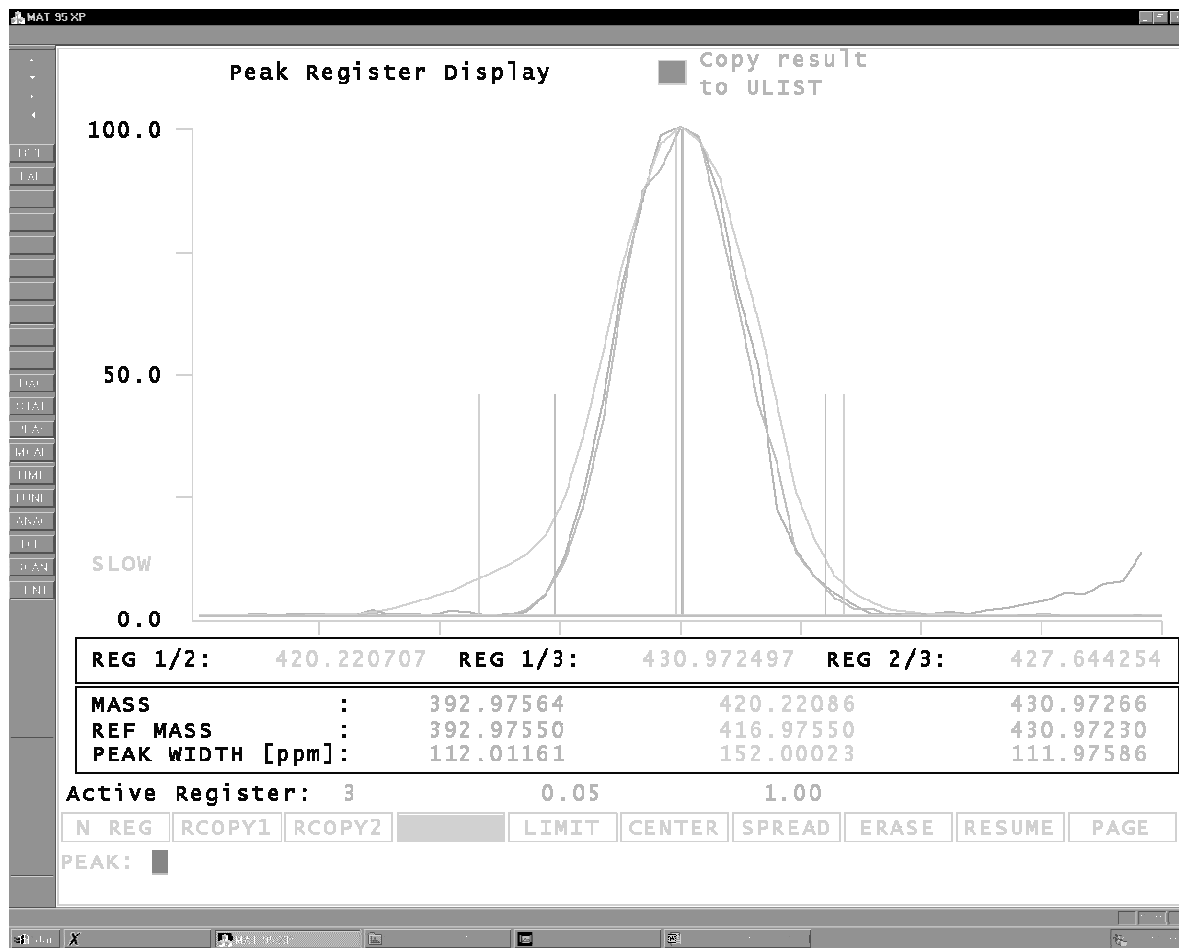 MAT 95 XP
Peak Register Display
Copy result
to ULIST
100.0
50.0
SLOW
0.0
REG 1/2: 420.220707 REG 1/3: 430.972497 REG 2/3: 427.644254
MASS : 392.97564 420.22086 430.97266
REF MASS : 392.97550 416.97550 430.97230
PEAK WIDTH [ppm]: 112.01161 152.00023 111.97586
Active Register: 3 0.05 1.00
N REG RCOPY1 RCOPY2 LIMIT CENTER SPREAD ERASE RESUME PAGE
PEAK:
MAT 95 XP